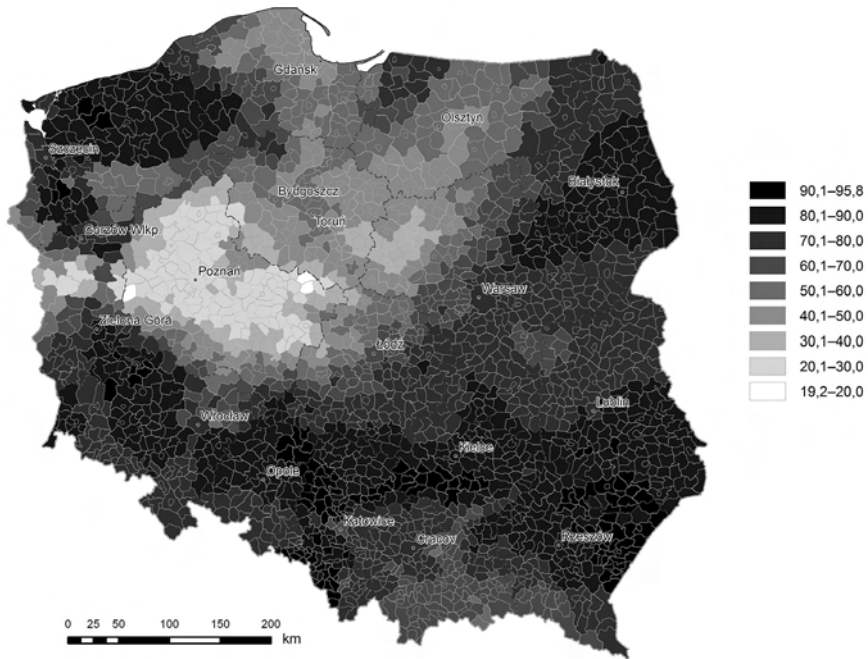 Gdańsk
Olsztyn
Szczecin
Białystok
Bydgoszcz
Toruń
Gorzów Wlkp
Poznań
Warsaw
Zielona Góra
Łódź
Lublin
Wrocław
Kielce
Opole
Katowice
Cracov
Rzeszów
90,1–95,8
80,1–90,0
70,1–80,0
60,1–70,0
50,1–60,0
40,1–50,0
30,1–40,0
20,1–30,0
19,2–20,0
0 25 50 100 150 200
km